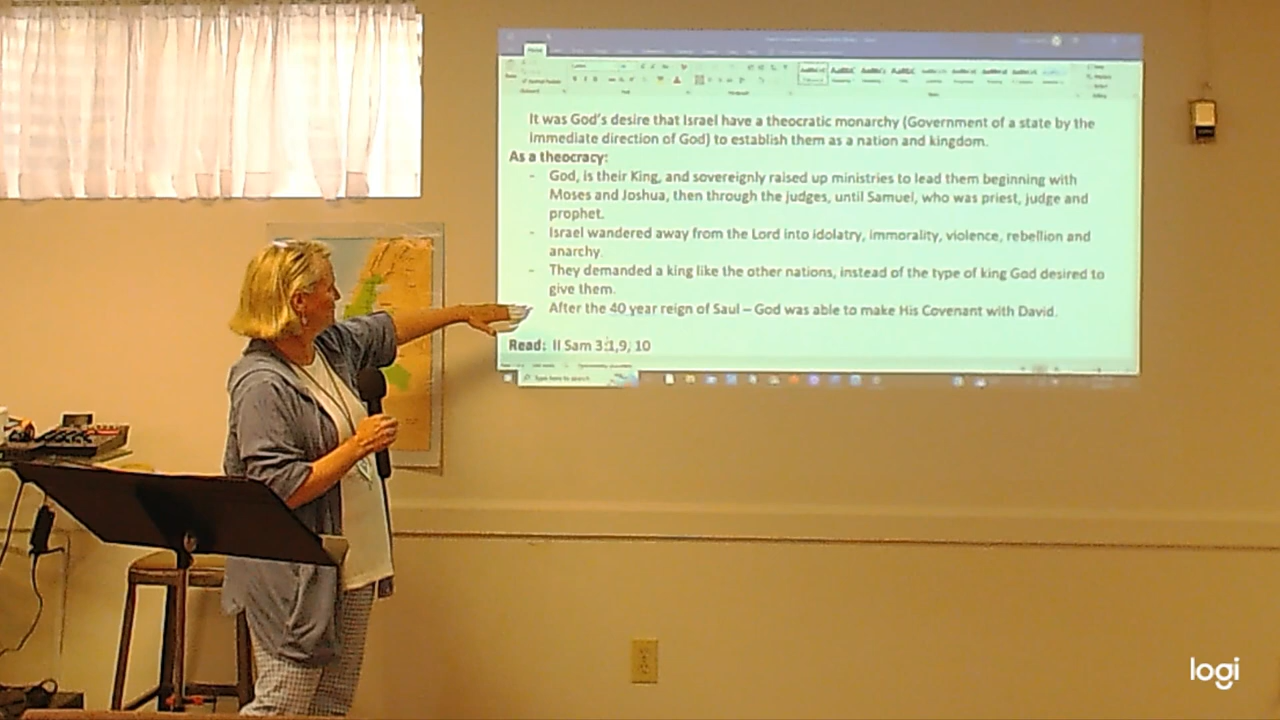 Home
It was God's desire that Israel have a theocratic monarchy (Government of a state by the
immediate direction of God) to establish them as a nation and kingdom.
As a theocracy:
- God, is their King, and sovereignly raised up ministries to lead them beginning with
Moses and Joshua, then through the judges, until Samuel, who was priest, judge and
prophet.
- Israel wandered away from the Lord into idolatry, immorality, violence, rebellion and
anarchy.
- They demanded a king like the other nations, instead of the type of king God desired to
give them.
After the 40 year reign of Saul – God was able to make His Covenant with David.
Read: II Sam 3:1,9, 10
Type here to search
logi